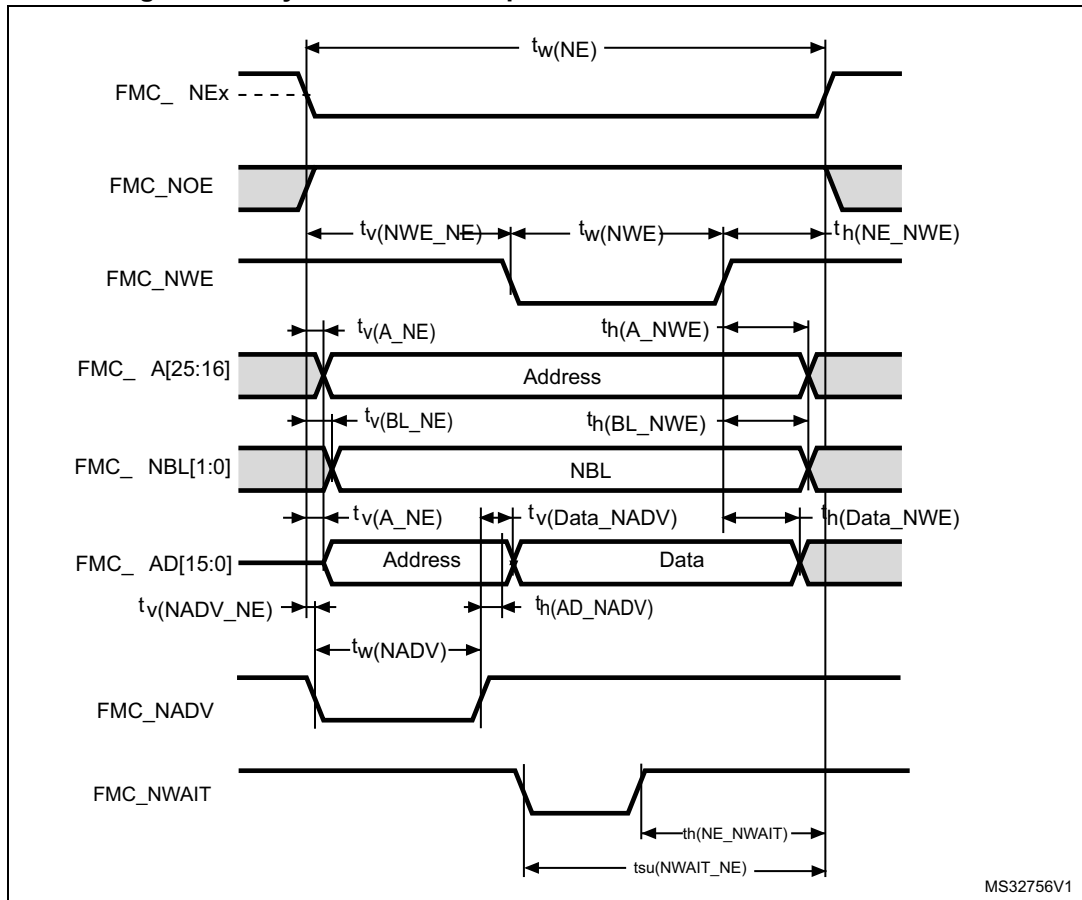 tw(NE)
FMC_ NEx
FMC_NOE
tv(NWE_NE) tw(NWE) th(NE_NWE)
FMC_NWE
tv(A_NE) th(A_NWE)
FMC_ A[25:16] Address
tv(BL_NE) th(BL_NWE)
FMC_ NBL[1:0] NBL
tv(A_NE) tv(Data_NADV) th(Data_NWE)
FMC_ AD[15:0] Address Data
tv(NADV_NE) th(AD_NADV)
tw(NADV)
FMC_NADV
FMC_NWAIT
th(NE_NWAIT)
tsu(NWAIT_NE)
MS32756V1